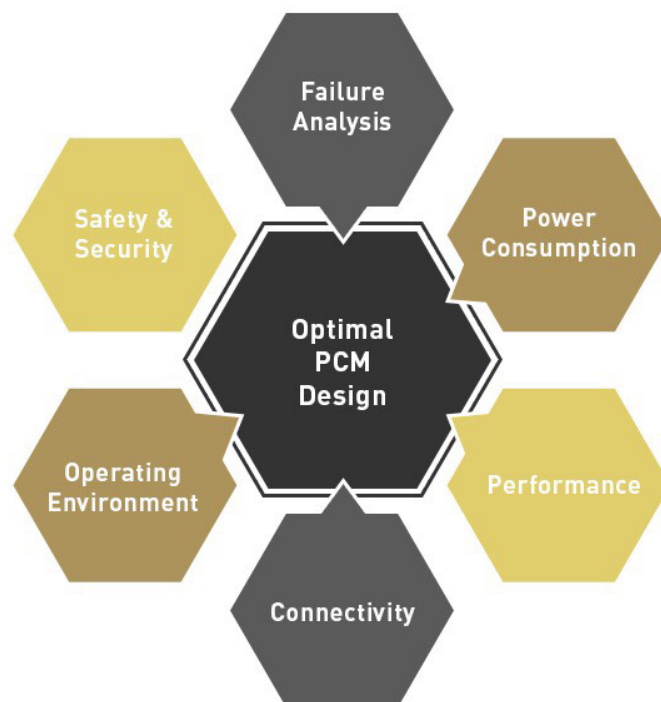 Failure
Analysis
Safety &
Security
Power
Consumption
Optimal
PCM
Design
Operating
Environment
Performance
Connectivity